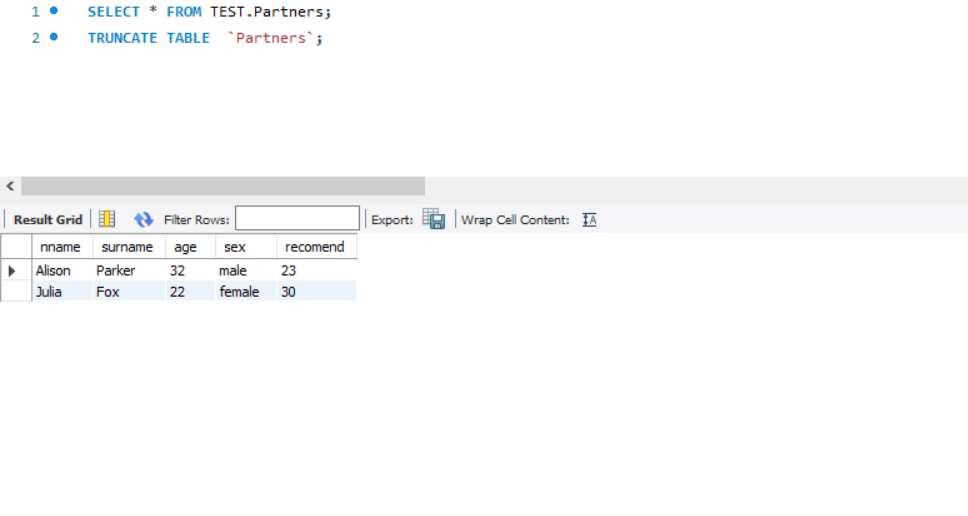 1 SELECT * FROM TEST.Partners;
2 TRUNCATE TABLE `Partners`;
Result Grid Filter Rows: Export: Wrap Cell Content:
nname surname age sex recomend
Alison Parker 32 male 23
Julia Fox 22 female 30